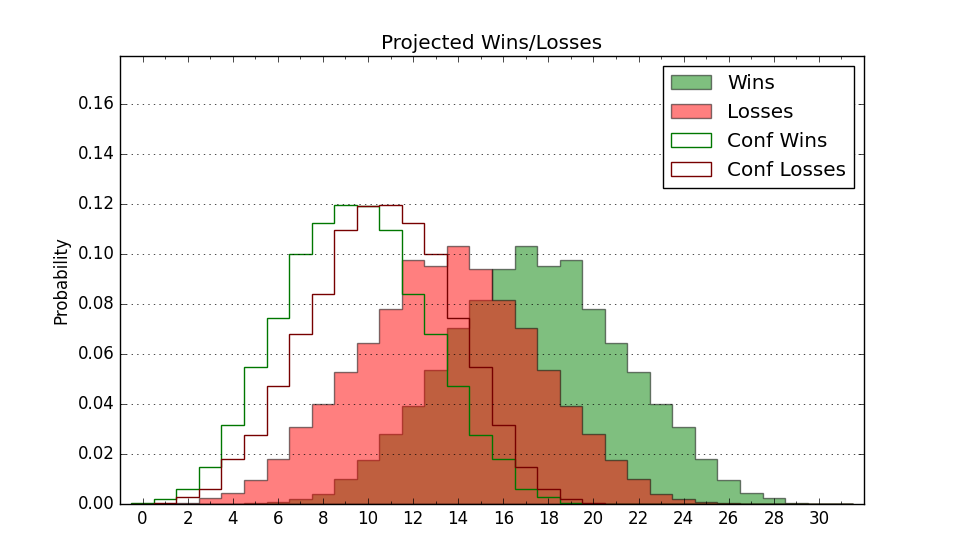 Projected Wins/Losses
Wins
Losses
Conf Wins
Conf Losses
Probability
0.16
0.14
0.12
0.10
0.08
0.06
0.04
0.02
0.00
0 2 4 6 8 10 12 14 16 18 20 22 24 26 28 30